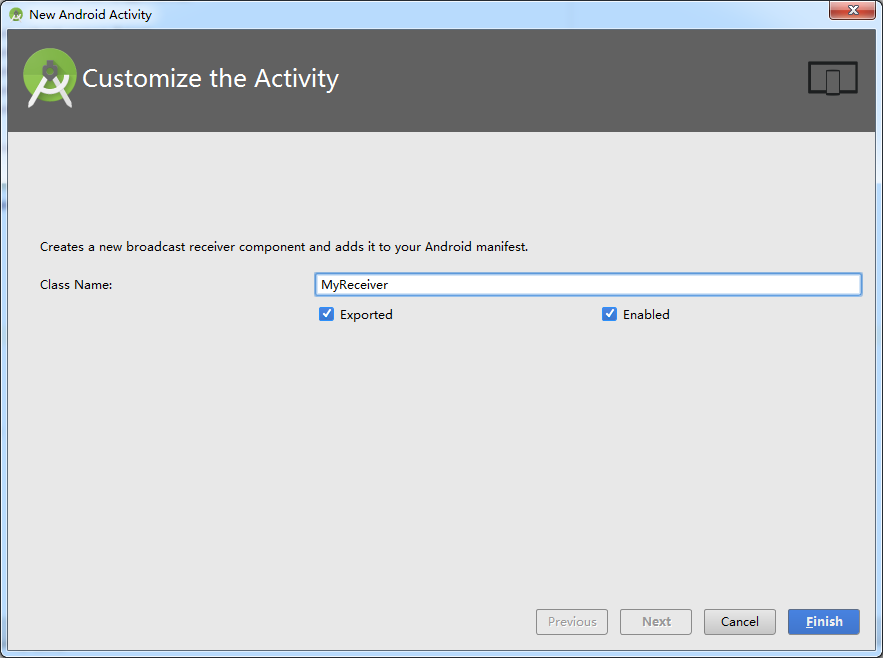 New Android Activity
Customize the Activity
Creates a new broadcast receiver component and adds it to your Android manifest.
Class Name: MyReceiver
Exported Enabled
Previous Next Cancel Finish